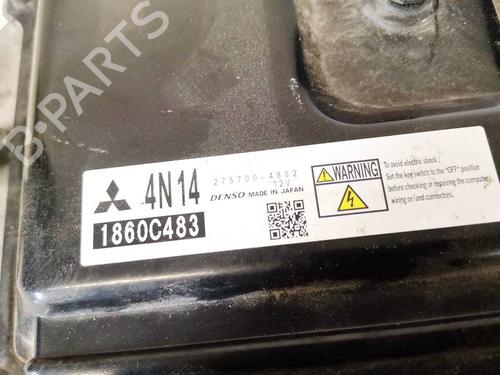 B-PARTS
4N14
275700-4802
12V
DENSO MADE IN JAPAN
1860C483
WARNING
To avoid electric shock ;
Set the key switch to the "OFF" position
before checking or repairing the computer,
wiring or/and connectors.